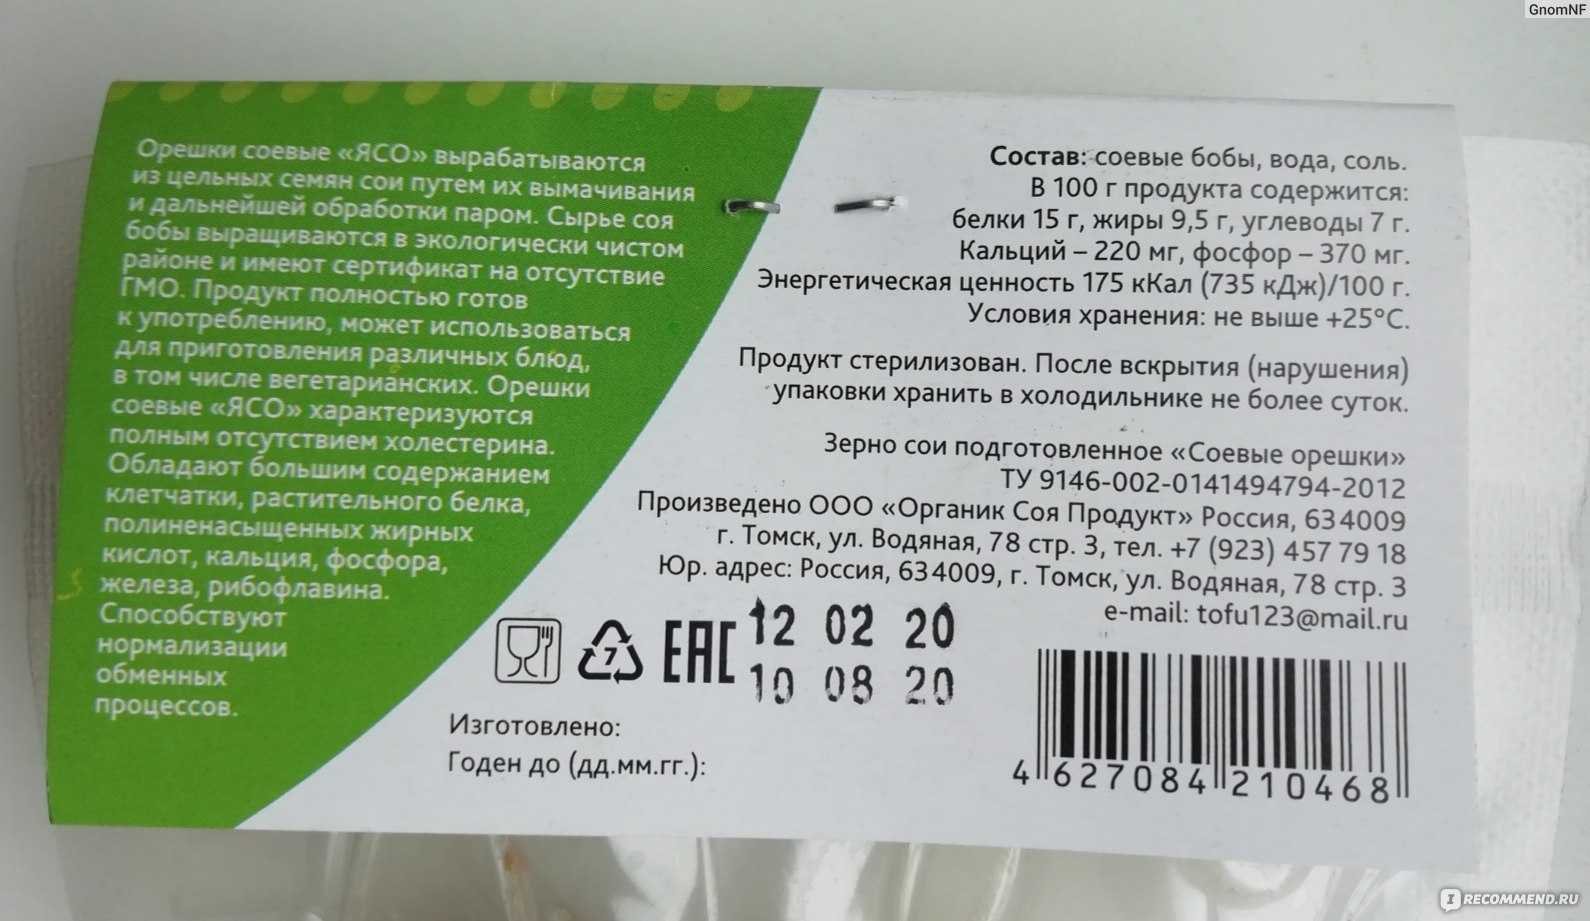 GnomNF
Орешки соевые «ЯСО» вырабатываются
из цельных семян сои путем их вымачивания
и дальнейшей обработки паром. Сырье соя
бобы выращиваются в экологически чистом
районе и имеют сертификат на отсутствие
ГМО. Продукт полностью готов
к употреблению, может использоваться
для приготовления различных блюд,
в том числе вегетарианских. Орешки
соевые «ЯСО» характеризуются
полным отсутствием холестерина.
Обладают большим содержанием
клетчатки, растительного белка,
полиненасыщенных жирных
кислот, кальция, фосфора,
железа, рибофлавина.
Способствуют
нормализации
обменных
процессов.
Состав: соевые бобы, вода, соль.
В 100 г продукта содержится:
белки 15 г, жиры 9,5 г, углеводы 7 г.
Кальций – 220 мг, фосфор – 370 мг.
Энергетическая ценность 175 кКал (735 кДж)/100 г.
Условия хранения: не выше +25°С.
Продукт стерилизован. После вскрытия (нарушения)
упаковки хранить в холодильнике не более суток.
Зерно сои подготовленное «Соевые орешки»
ТУ 9146-002-0141494794-2012
Произведено ООО «Органик Соя Продукт» Россия, 634009
г. Томск, ул. Водяная, 78 стр. 3, тел. +7 (923) 457 79 18
Юр. адрес: Россия, 634009, г. Томск, ул. Водяная, 78 стр. 3
e-mail: tofu123@mail.ru
7 EAC
12 02 20
10 08 20
Изготовлено:
Годен до (дд.мм.гг.):
4 627084 210468
IRECOMMEND.RU